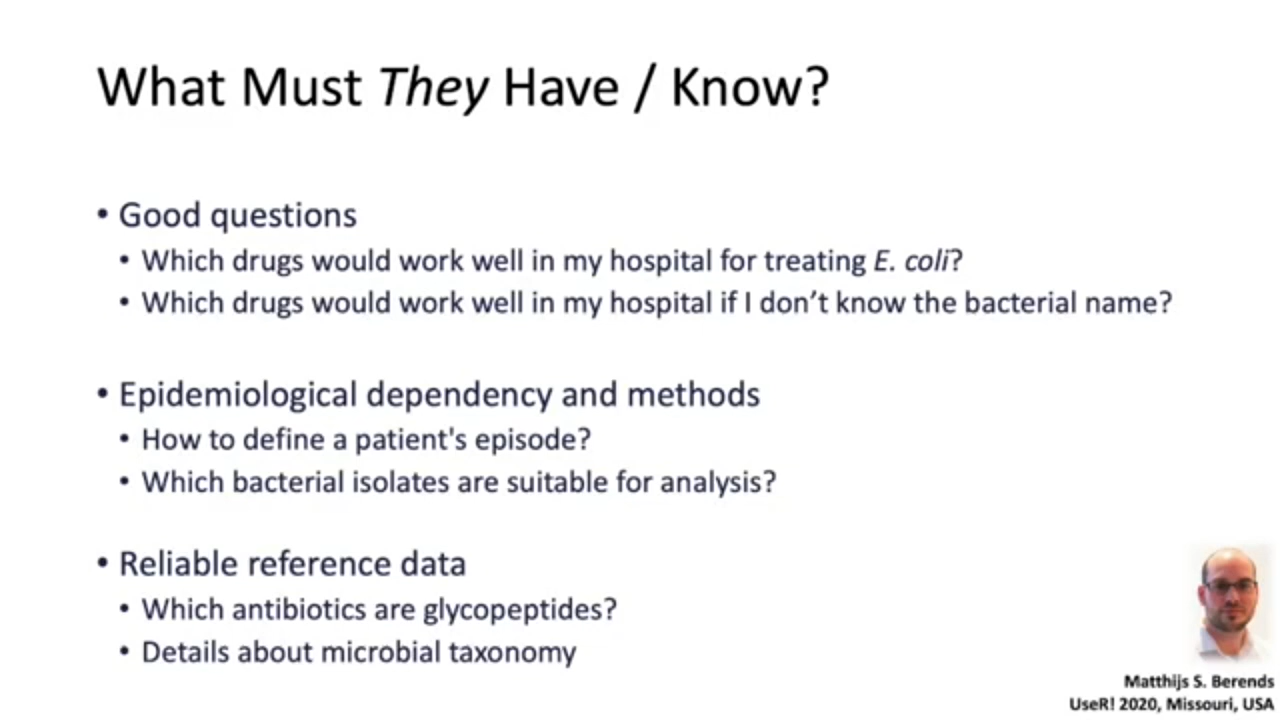 What Must They Have / Know?
• Good questions
• Which drugs would work well in my hospital for treating E. coli?
• Which drugs would work well in my hospital if I don’t know the bacterial name?
• Epidemiological dependency and methods
• How to define a patient's episode?
• Which bacterial isolates are suitable for analysis?
• Reliable reference data
• Which antibiotics are glycopeptides?
• Details about microbial taxonomy
Matthijs S. Berends
UseR! 2020, Missouri, USA